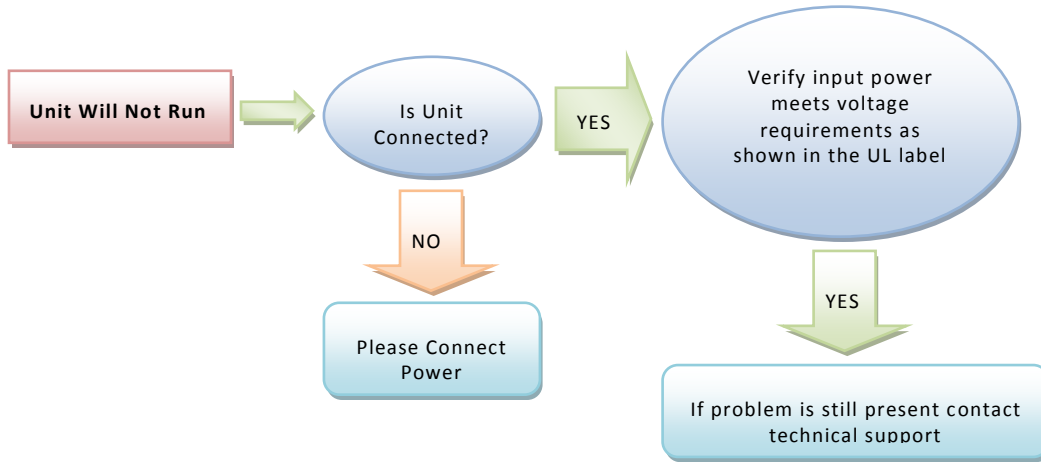 Unit Will Not Run
Is Unit
Connected?
YES
Verify input power
meets voltage
requirements as
shown in the UL label
NO
YES
Please Connect
Power
If problem is still present contact
technical support